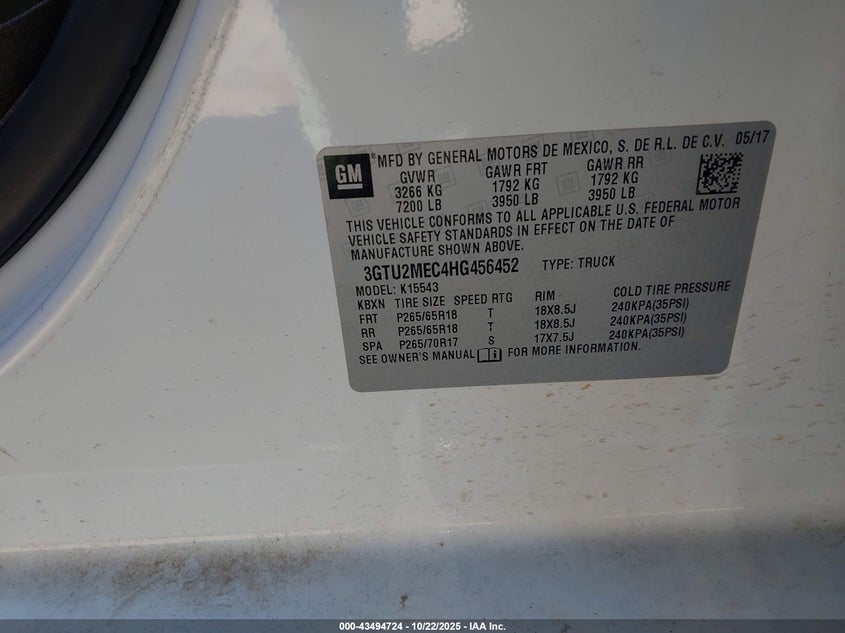 GM
*MFD BY GENERAL MOTORS DE MEXICO, S. DE R.L. DE C.V. 05/17
GVWR GAWR FRT GAWR RR
3266 KG 1792 KG 1792 KG
7200 LB 3950 LB 3950 LB
THIS VEHICLE CONFORMS TO ALL APPLICABLE U.S. FEDERAL MOTOR
VEHICLE SAFETY STANDARDS IN EFFECT ON THE DATE OF
MANUFACTURE SHOWN ABOVE.
3GTU2MEC4HG456452 TYPE: TRUCK
MODEL: K15543
KBXN TIRE SIZE SPEED RTG RIM COLD TIRE PRESSURE
FRT P265/65R18 T 18X8.5J 240KPA(35PSI)
RR P265/65R18 T 18X8.5J 240KPA(35PSI)
SPA P265/70R17 S 17X7.5J 240KPA(35PSI)
SEE OWNER'S MANUAL FOR MORE INFORMATION.
000-43494724 - 10/22/2025 - IAA Inc.